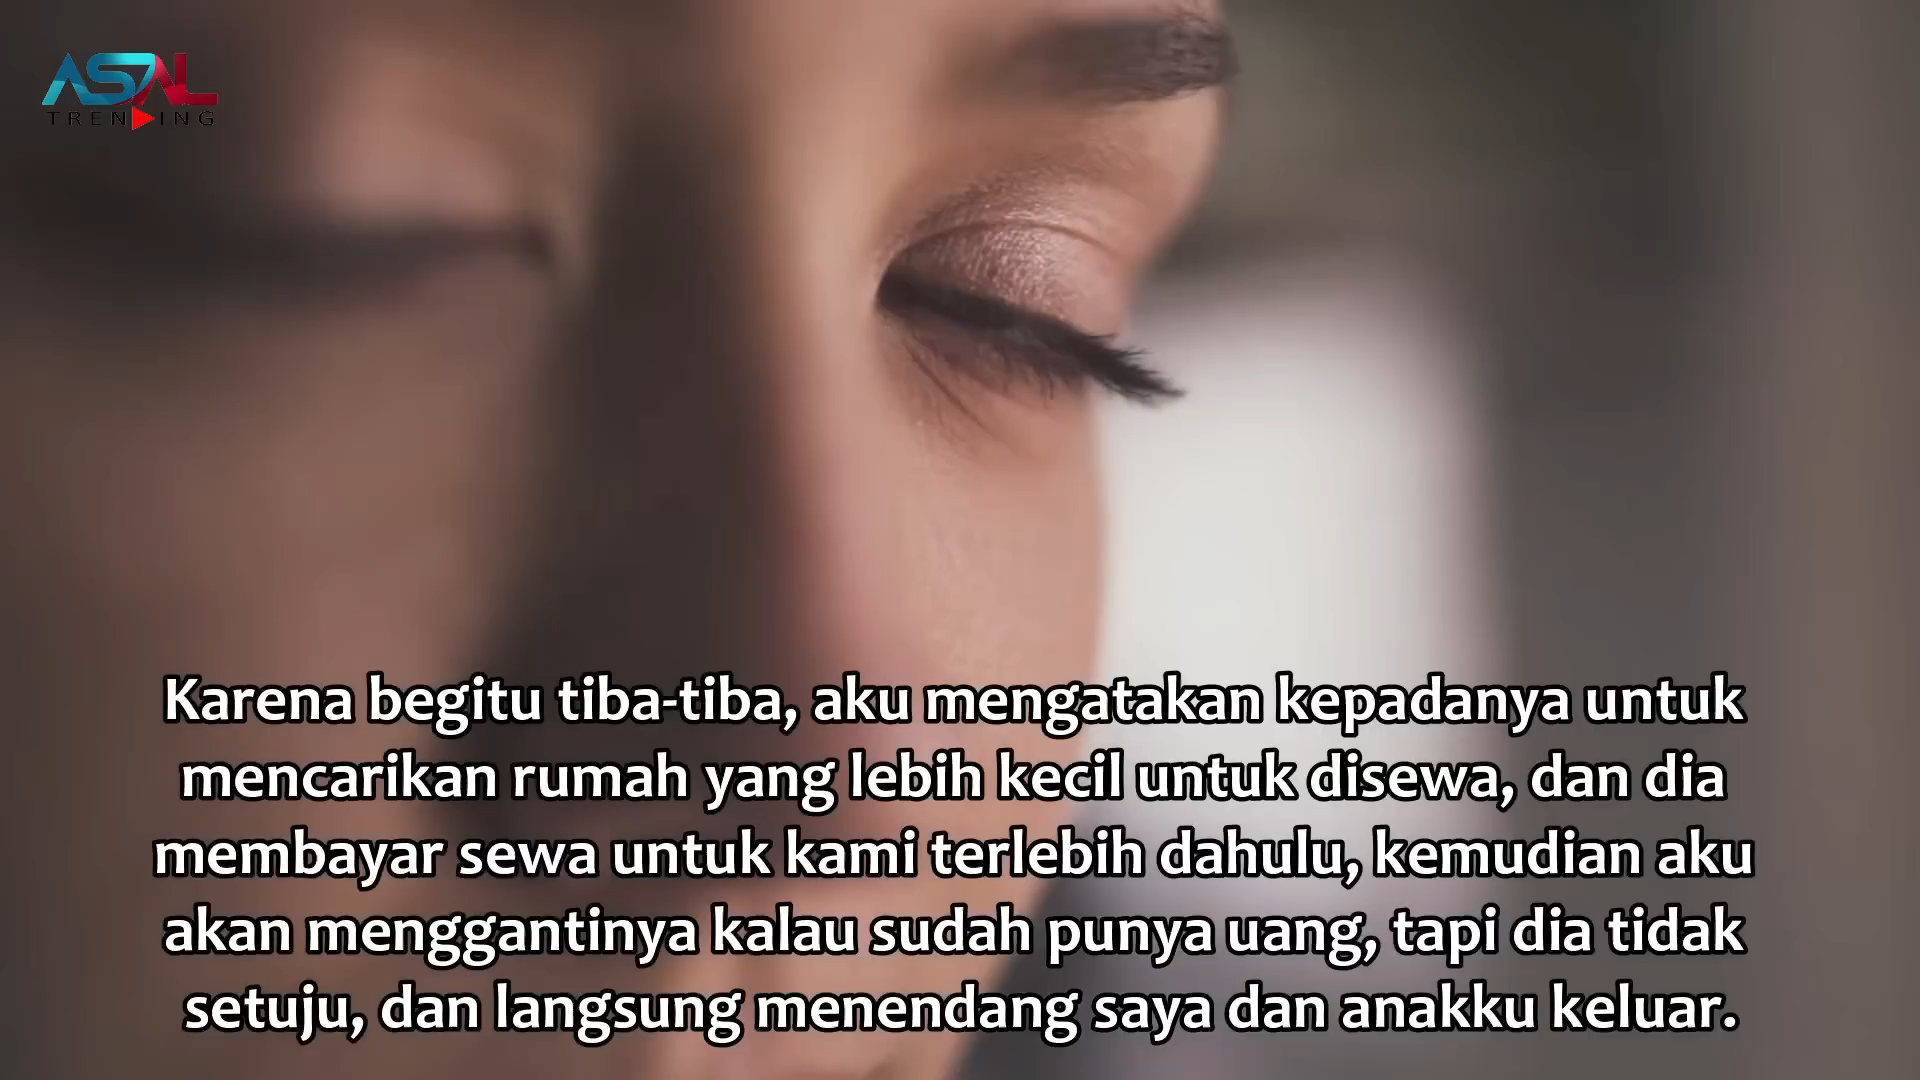 ASAL
TRENDING
Karena begitu tiba-tiba, aku mengatakan kepadanya untuk
mencarikan rumah yang lebih kecil untuk disewa, dan dia
membayar sewa untuk kami terlebih dahulu, kemudian aku
akan menggantinya kalau sudah punya uang, tapi dia tidak
setuju, dan langsung menendang saya dan anakku keluar.